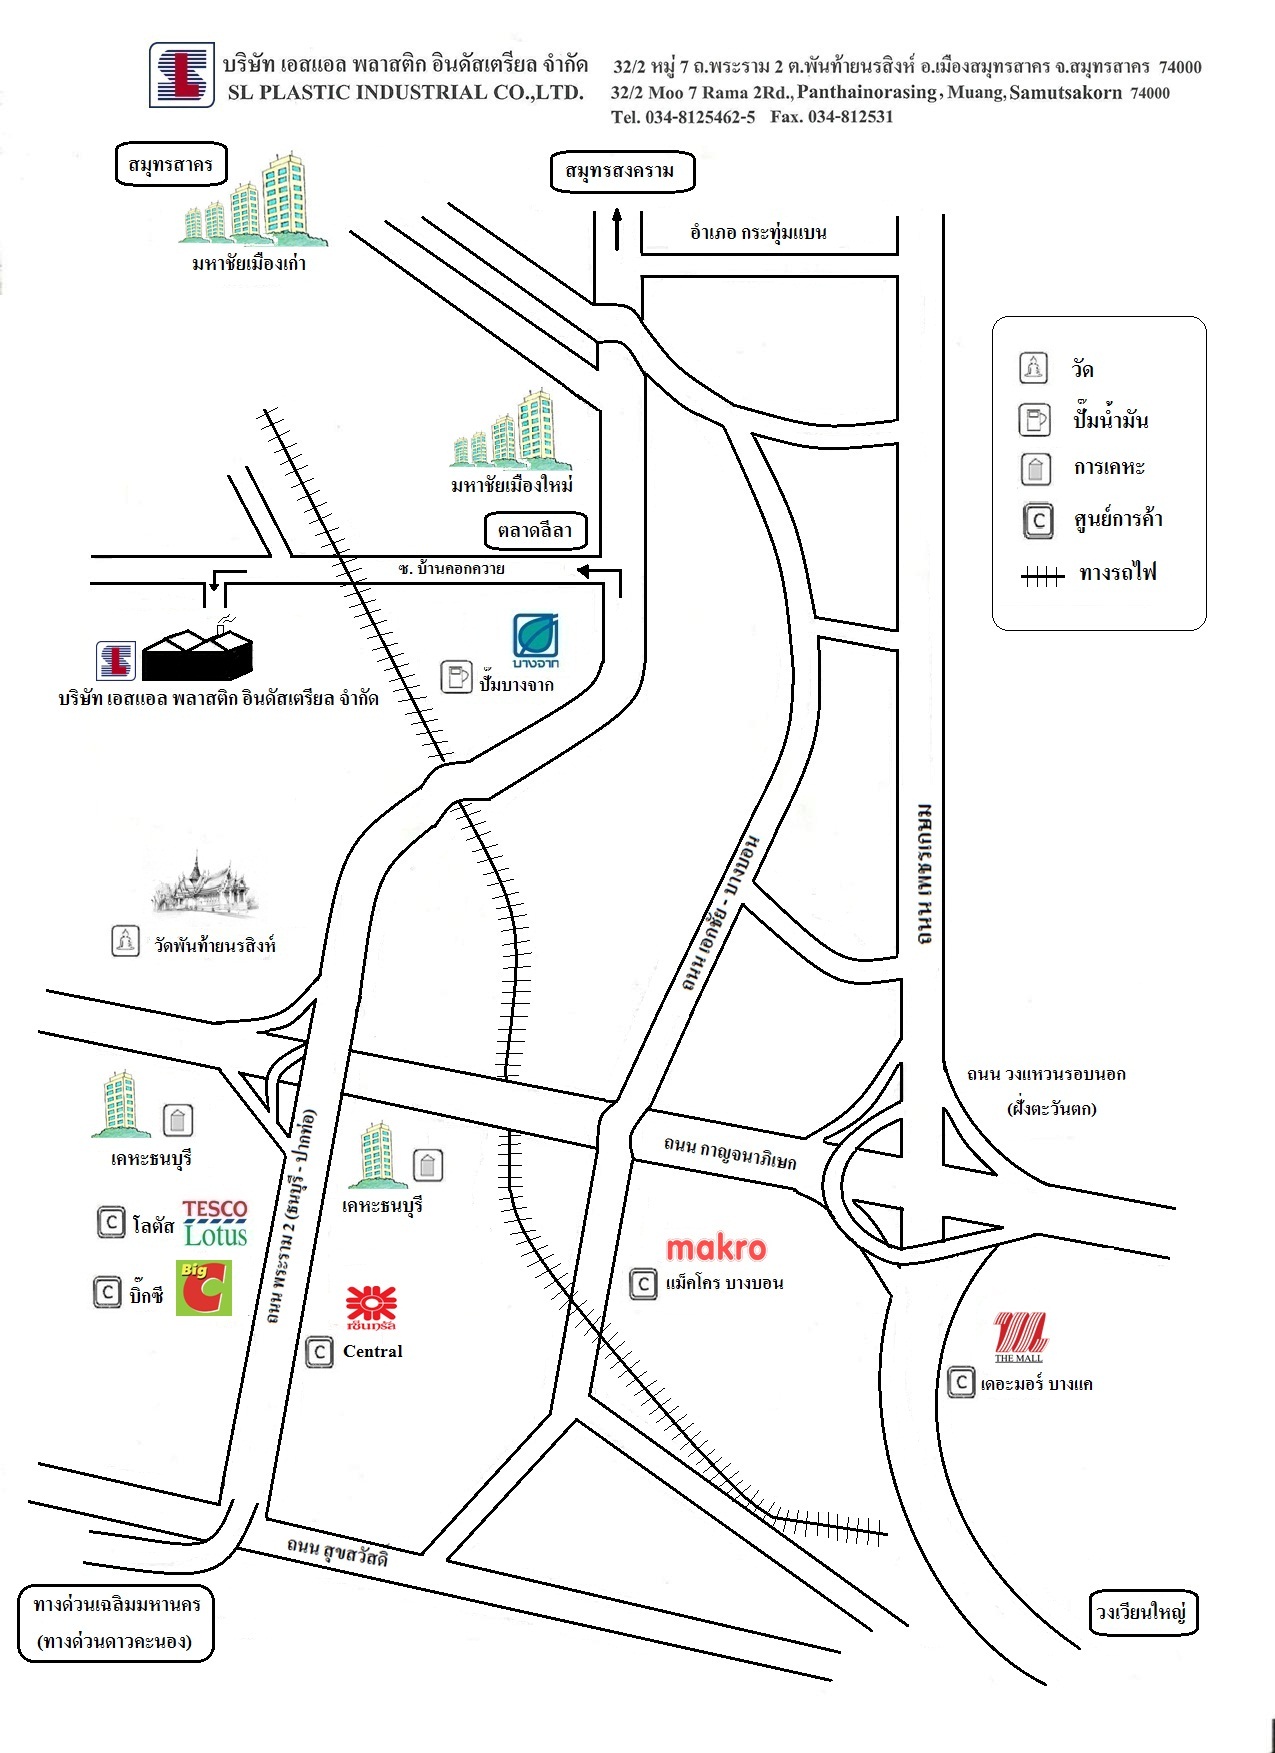 บริษัท เอสแอล พลาสติก อินดัสเตรียล จำกัด
SL PLASTIC INDUSTRIAL CO.,LTD.
32/2 หมู่ 7 ถ.พระราม 2 ต.พันท้ายนรสิงห์ อ.เมืองสมุทรสาคร จ.สมุทรสาคร 74000
32/2 Moo 7 Rama 2Rd., Panthainorasing, Muang, Samutsakorn 74000
Tel. 034-8125462-5 Fax. 034-812531
สมุทรสาคร
สมุทรสงคราม
มหาชัยเมืองเก่า
อำเภอ กระทุ่มแบน
วัด
ปั๊มน้ำมัน
การเคหะ
C ศูนย์การค้า
ทางรถไฟ
มหาชัยเมืองใหม่
ตลาดลีลา
ซ. บ้านคอกควาย
บางจาก
ปั๊มบางจาก
บริษัท เอสแอล พลาสติก อินดัสเตรียล จำกัด
ถนน เพชรเกษม
ถนน เอกชัย - บางบอน
วัดพันท้ายนรสิงห์
ถนน วงแหวนรอบนอก
(ฝั่งตะวันตก)
ถนน กาญจนาภิเษก
เคหะธนบุรี
เคหะธนบุรี
ถนน พระราม 2 (ธนบุรี - ปากท่อ)
C โลตัส
TESCO
Lotus
C บิ๊กซี
Big C
makro
C แม็คโคร บางบอน
เซ็นทรัล
C Central
THE MALL
C เดอะมอร์ บางแค
ถนน สุขสวัสดิ์
ทางด่วนเฉลิมมหานคร
(ทางด่วนดาวคะนอง)
วงเวียนใหญ่